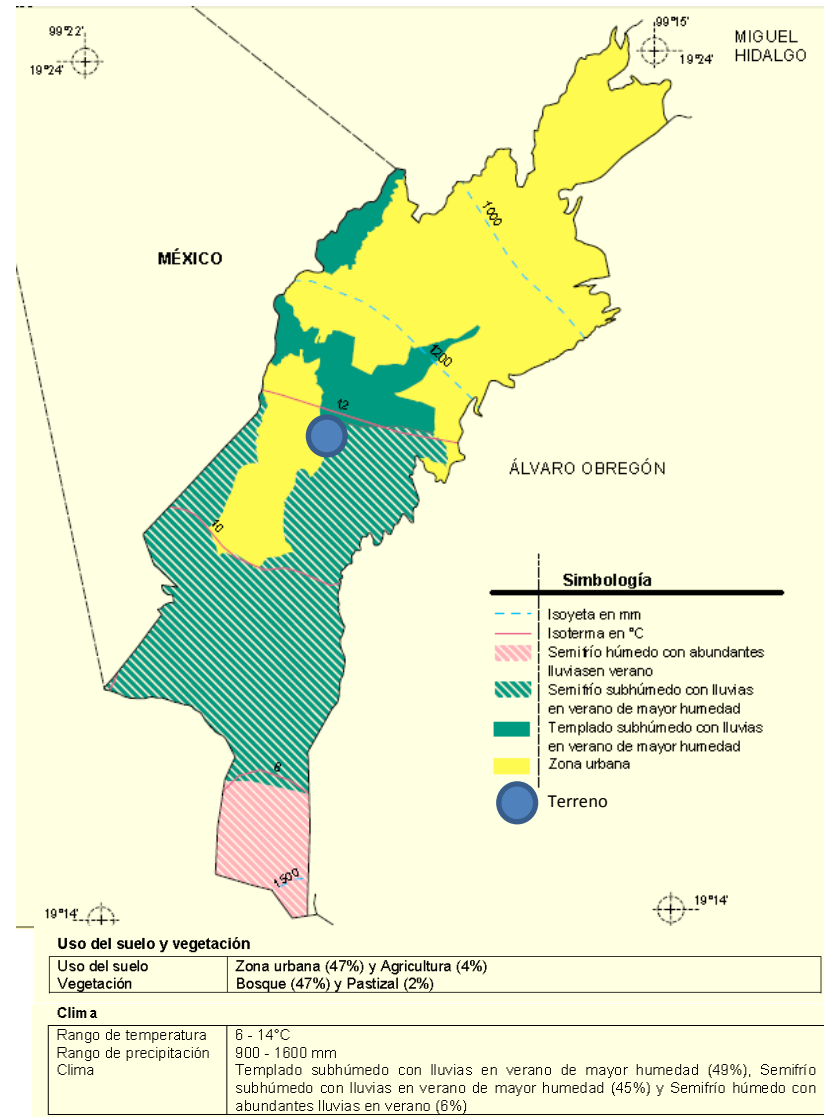 99°22'
19°24'
99°15'
19°24'
MIGUEL
HIDALGO
1000
MÉXICO
1200
12
ÁLVARO OBREGÓN
10
Simbología
Isoyeta en mm
Isoterma en °C
Semifrío húmedo con abundantes
lluviasen verano
Semifrío subhúmedo con lluvias
en verano de mayor humedad
Templado subhúmedo con lluvias
en verano de mayor humedad
Zona urbana
Terreno
1500
19°14'
19°14'
Uso del suelo y vegetación
Uso del suelo Zona urbana (47%) y Agricultura (4%)
Vegetación Bosque (47%) y Pastizal (2%)
Clima
Rango de temperatura 6 - 14°C
Rango de precipitación 900 - 1600 mm
Clima Templado subhúmedo con lluvias en verano de mayor humedad (49%), Semifrío
subhúmedo con lluvias en verano de mayor humedad (45%) y Semifrío húmedo con
abundantes lluvias en verano (6%)